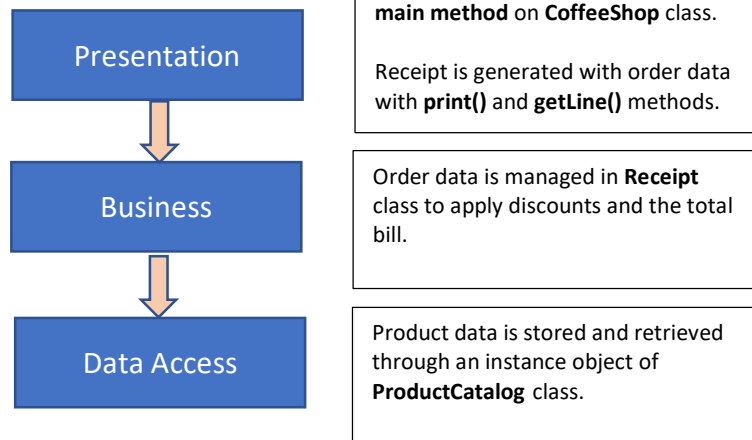 Presentation
main method on CoffeeShop class.
Receipt is generated with order data
with print() and getLine() methods.
Business
Order data is managed in Receipt
class to apply discounts and the total
bill.
Data Access
Product data is stored and retrieved
through an instance object of
ProductCatalog class.